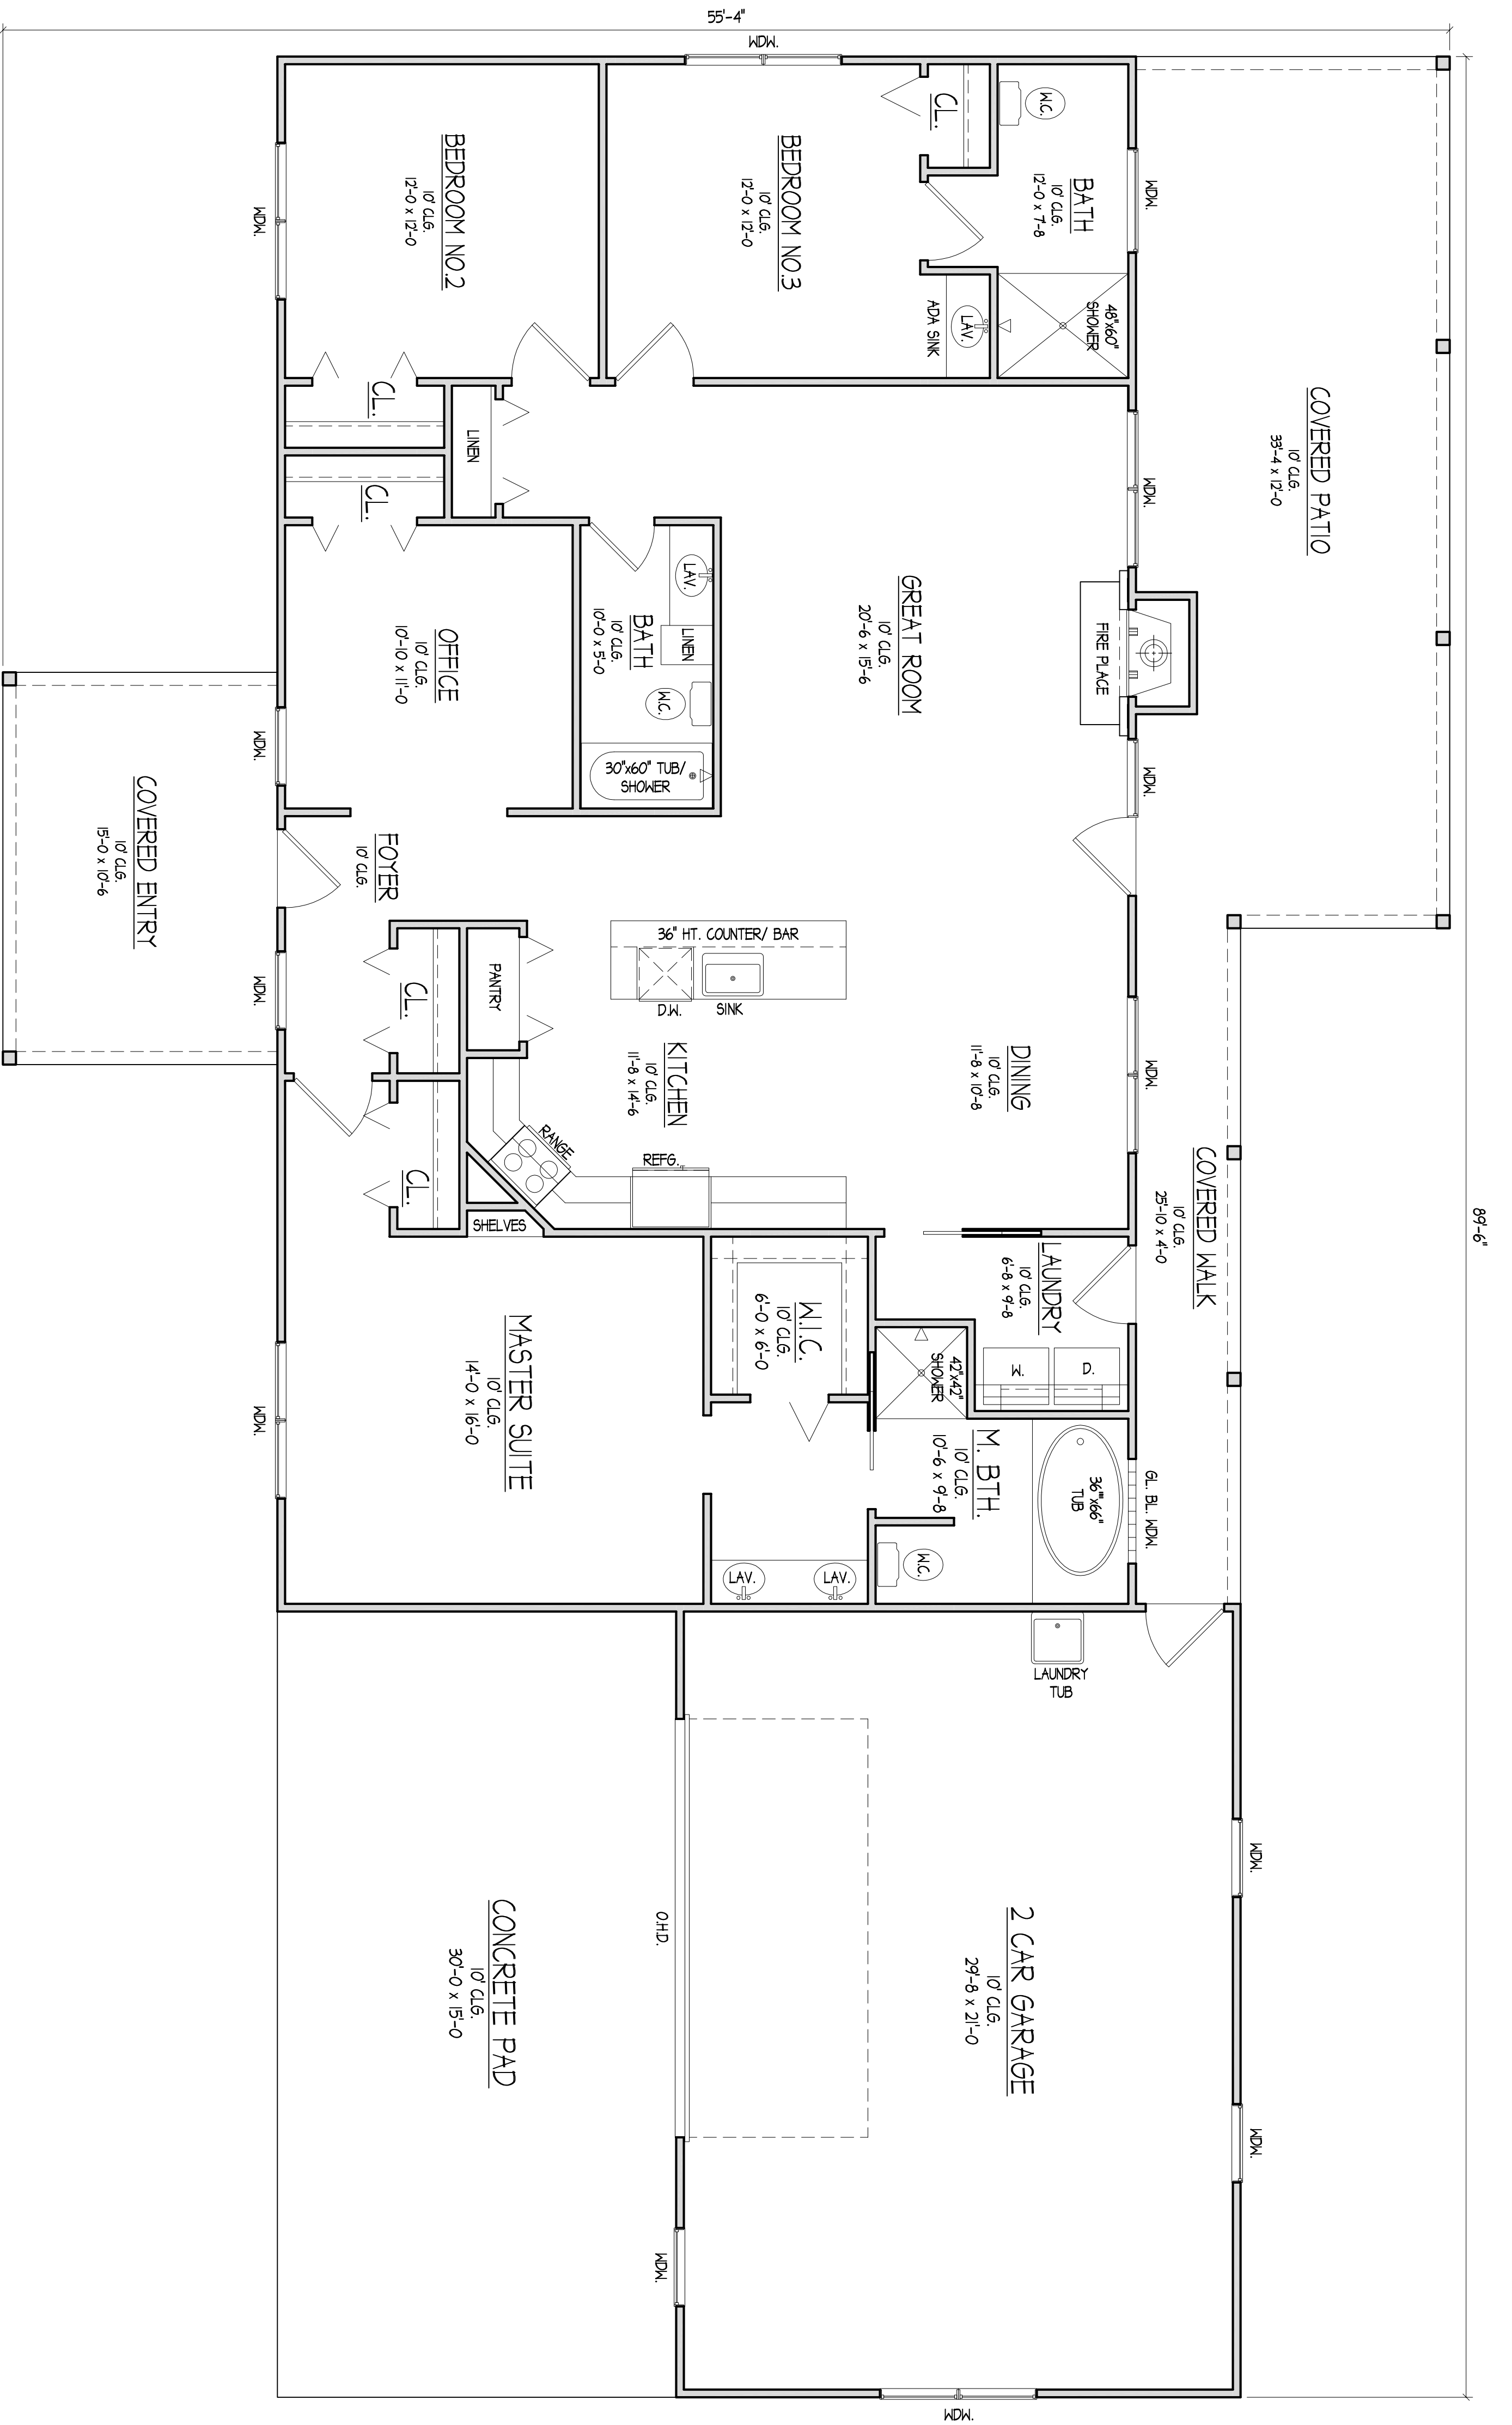 89'-6"
55'-4"
COVERED PATIO
10' CLG.
33'-4 x 12'-0
COVERED WALK
10' CLG.
25'-10 x 4'-0
WDW.
WDW.
WDW.
WDW.
WDW.
GL. BL. WDW.
WDW.
WDW.
W.C.
BATH
10' CLG.
12'-0 x 7'-8
48"x60"
SHOWER
LAV.
ADA SINK
CL.
BEDROOM NO.3
10' CLG.
12'-0 x 12'-0
BEDROOM NO.2
10' CLG.
12'-0 x 12'-0
WDW.
CL.
CL.
LINEN
FIRE PLACE
GREAT ROOM
10' CLG.
20'-6 x 15'-6
LAV.
LINEN
W.C.
BATH
10' CLG.
10'-0 x 5'-0
30"x60" TUB/
SHOWER
OFFICE
10' CLG.
10'-10 x 11'-0
FOYER
10' CLG.
36" HT. COUNTER/ BAR
D.W.
SINK
PANTRY
CL.
CL.
DINING
10' CLG.
11'-8 x 10'-8
KITCHEN
10' CLG.
11'-8 x 14'-6
RANGE
REFG.
SHELVES
LAUNDRY
10' CLG.
6'-8 x 9'-8
W.
D.
W.I.C.
10' CLG.
6'-0 x 6'-0
42"x42"
SHOWER
M. BTH.
10' CLG.
10'-6 x 9'-8
36"'x66"
TUB
W.C.
LAV.
LAV.
MASTER SUITE
10' CLG.
14'-0 x 16'-0
LAUNDRY
TUB
2 CAR GARAGE
10' CLG.
29'-8 x 21'-0
WDW.
O.H.D.
WDW.
CONCRETE PAD
10' CLG.
30'-0 x 15'-0
WDW.
WDW.
WDW.
WDW.
COVERED ENTRY
10' CLG.
15'-0 x 10'-6